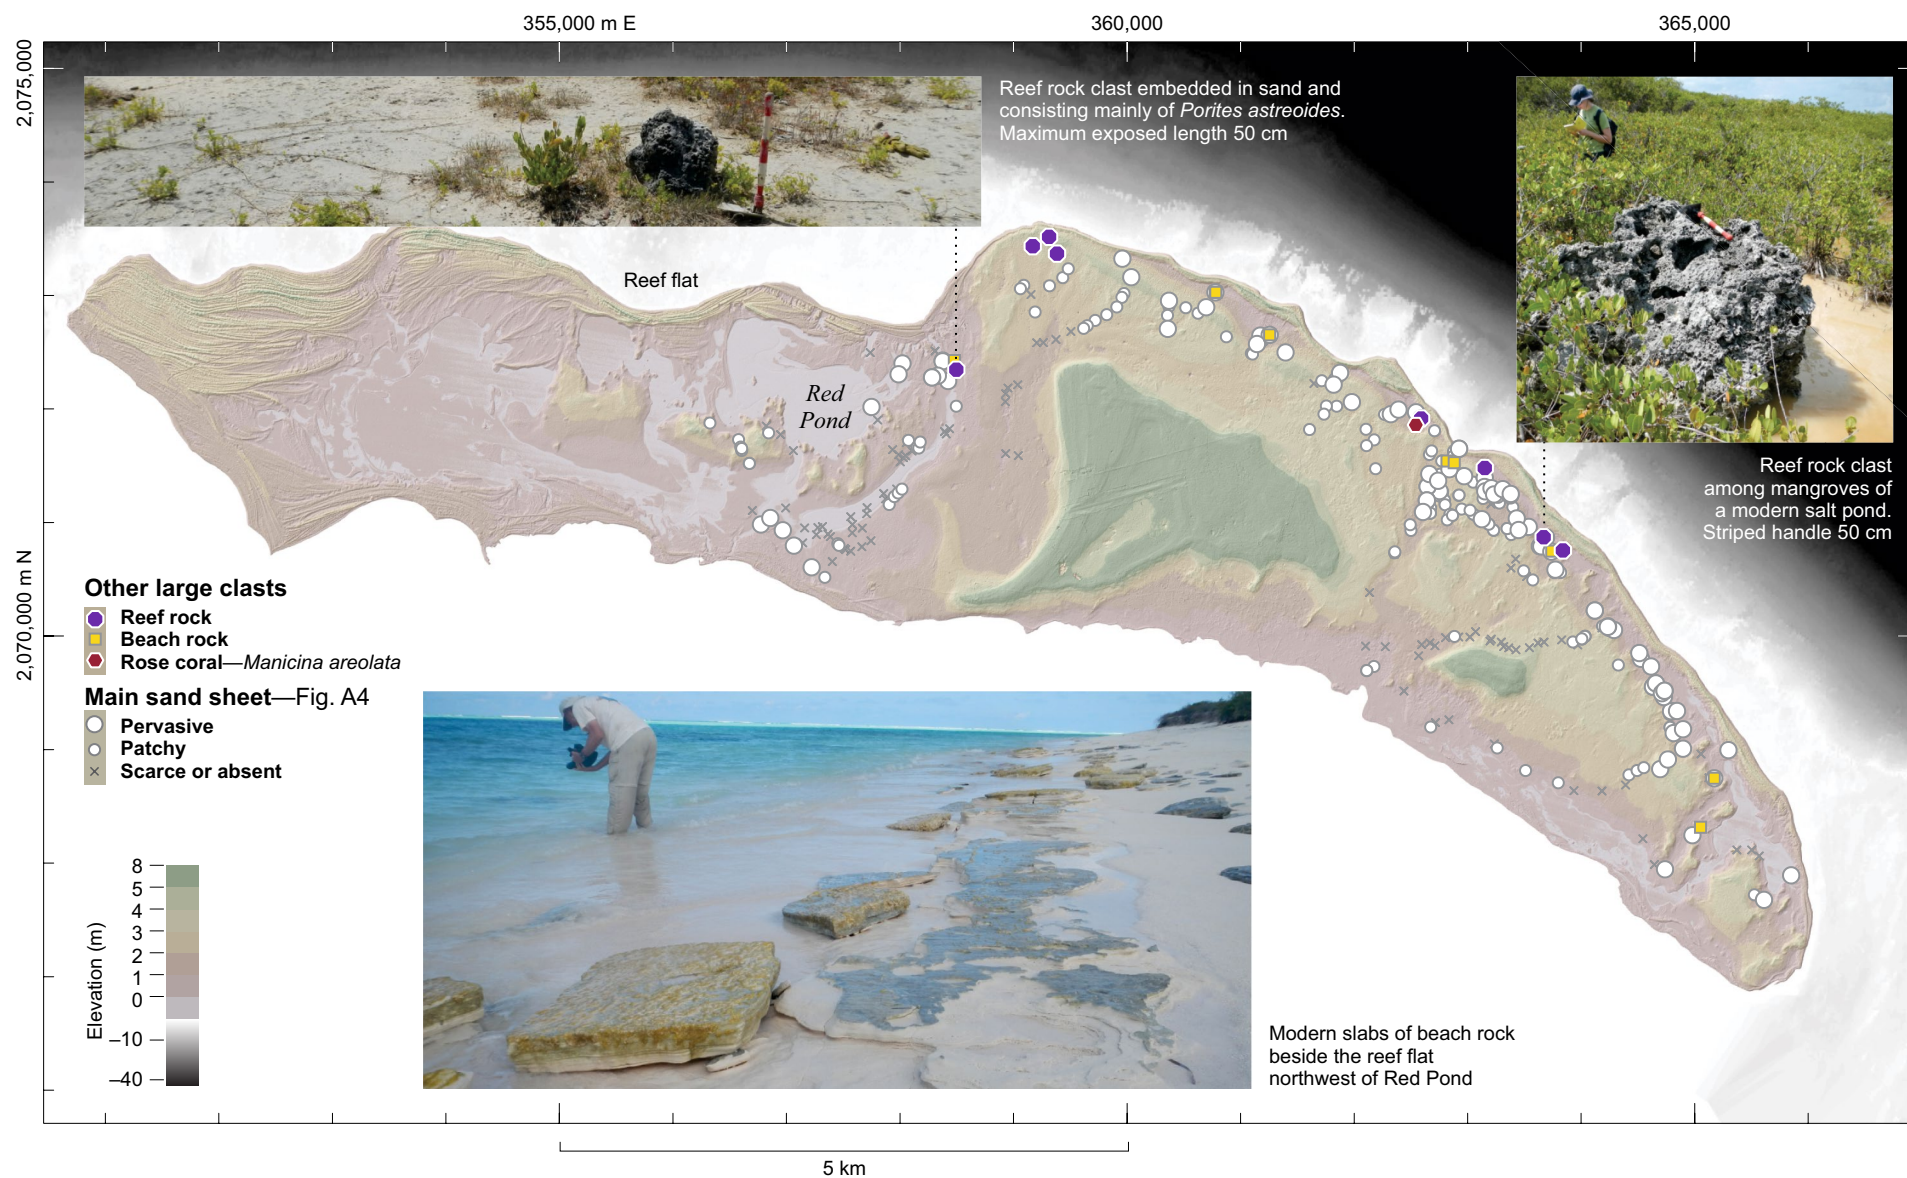 355,000 m E
360,000
365,000
2,075,000
2,070,000 m N
Reef rock clast embedded in sand and
consisting mainly of Porites astreoides.
Maximum exposed length 50 cm
Reef flat
Red
Pond
Reef rock clast
among mangroves of
a modern salt pond.
Striped handle 50 cm
Other large clasts
Reef rock
Beach rock
Rose coral—Manicina areolata
Main sand sheet—Fig. A4
Pervasive
Patchy
Scarce or absent
Elevation (m)
8
5
4
3
2
1
0
–10
–40
Modern slabs of beach rock
beside the reef flat
northwest of Red Pond
5 km